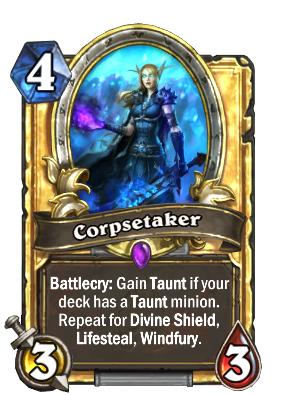 4
Corpsetaker
Battlecry: Gain Taunt if your
deck has a Taunt minion.
Repeat for Divine Shield,
Lifesteal, Windfury.
3 3